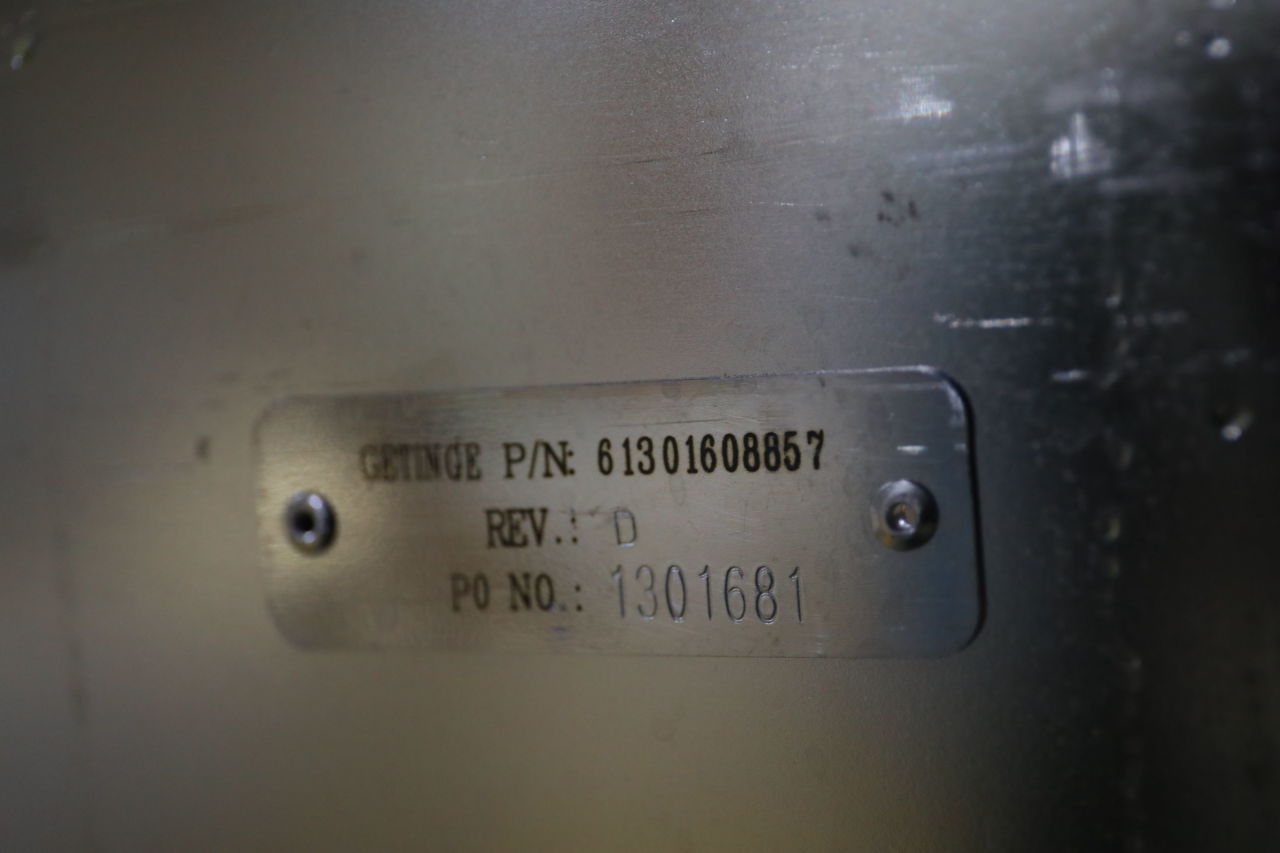 GETINGE P/N: 61301608857
REV.: D
PO NO.: 1301681